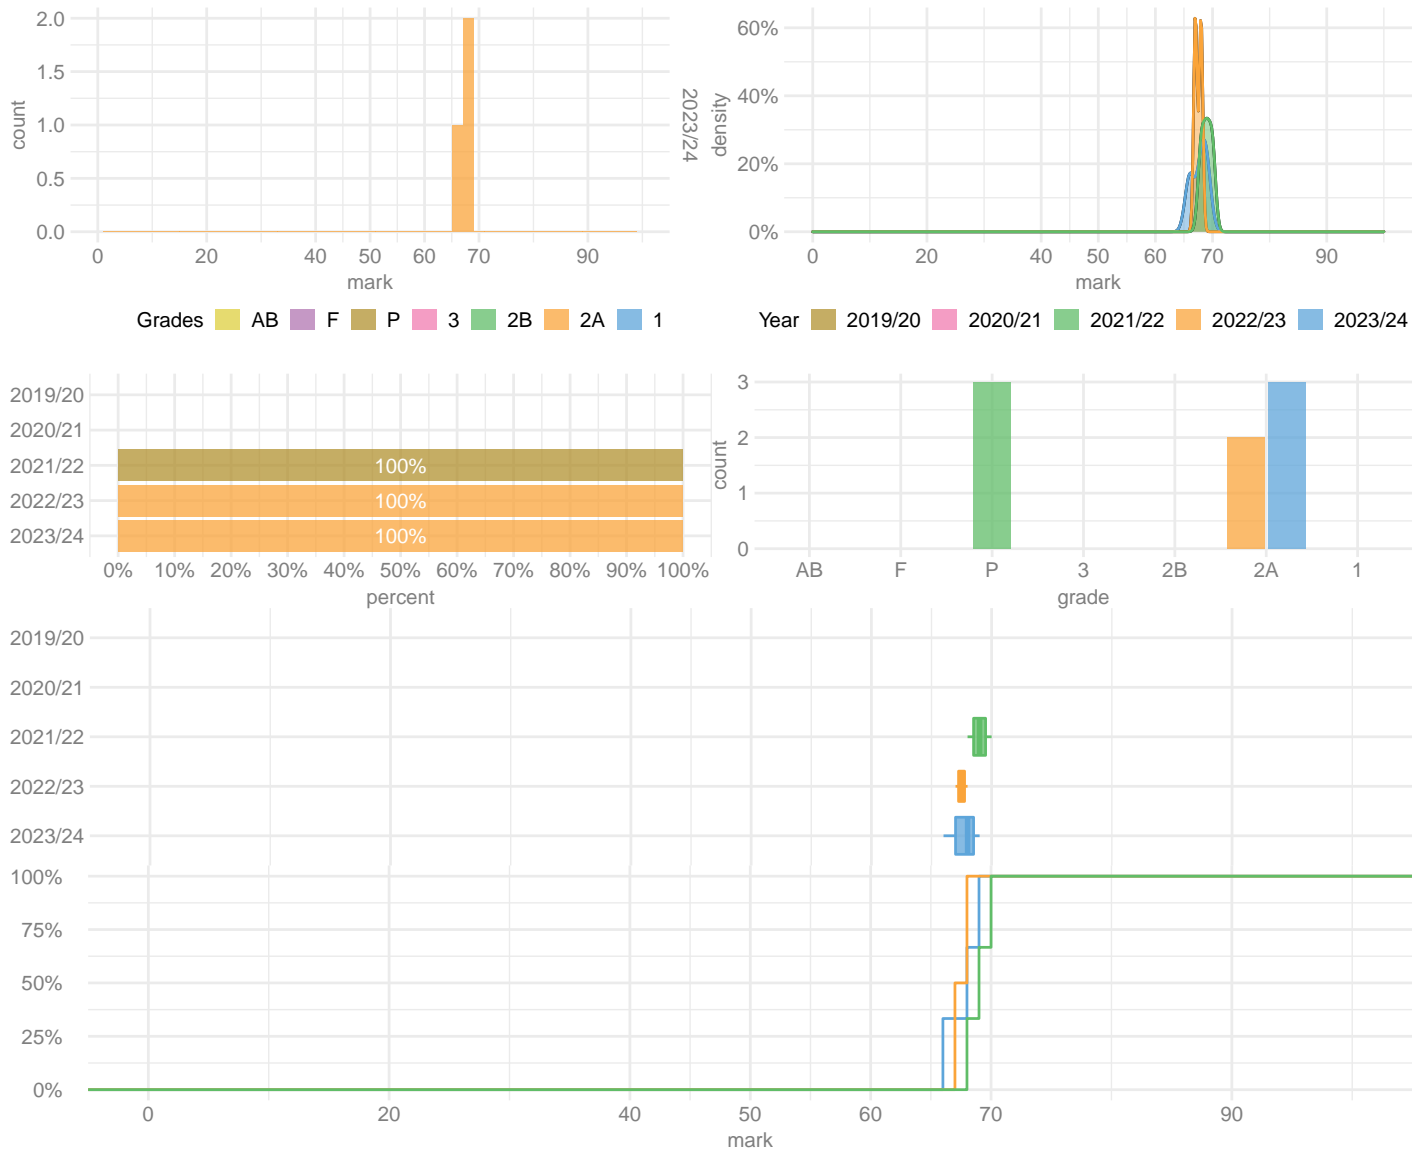 2.0
1.5
1.0
0.5
0.0
count
0 20 40 50 60 70 90
mark
2023/24
60%
40%
20%
0%
density
0 20 40 50 60 70 90
mark
Grades AB F P 3 2B 2A 1
Year 2019/20 2020/21 2021/22 2022/23 2023/24
2019/20
2020/21
2021/22 100%
2022/23 100%
2023/24 100%
0% 10% 20% 30% 40% 50% 60% 70% 80% 90% 100%
percent
3
2
1
0
count
AB F P 3 2B 2A 1
grade
2019/20
2020/21
2021/22
2022/23
2023/24
100%
75%
50%
25%
0%
0 20 40 50 60 70 90
mark